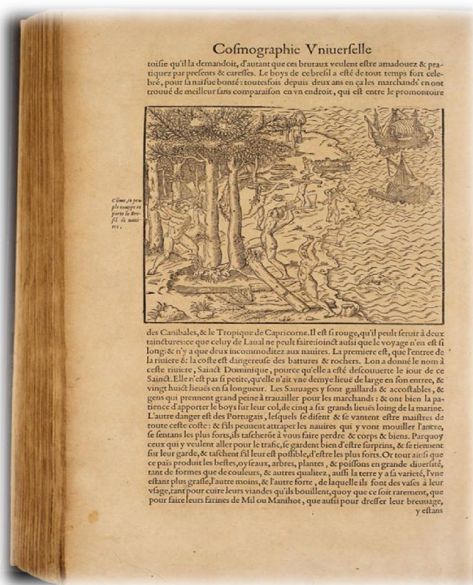 Cosmographie Vniuerselle
toisie qu'il la demandoit, d'autant que ces brutaux veulent estre amadouez & pra-
tiquez par presents & caresses. Le boys de cebresil a esté de tout temps fort cele-
bré, pour sa naifue bonté: toutesfois depuis deux ans en ça les marchands en ont
trouué de meilleur sans comparaison en vn endroit, qui est entre le promontoire
des Canibales, & le Tropique de Capricorne. Il est si rouge, qu'il peult seruir à deux
tainctures: ce que celuy de Laual ne peult faire: ioinct aussi que le voyage n'en est si
long: & n'y a que deux incommoditez aux nauires. La premiere est, que l'entree de
la riuiere & la coste est dangereuse des battures & rochers. Lon a donné le nom à
ceste riuiere, Sainct Dominique, pource qu'elle a esté descouuerte le iour de ce
Sainct. Elle n'est pas si petite, qu'elle n'ait vne demye lieuë de large en son entree, &
vingt huict lieuës en sa longueur. Les Sauuages y sont gaillards & accostables, &
gens qui prennent grand peine à trauailler pour les marchands: & ont bien la pa-
tience d'apporter le boys sur leur col, de cinq a six grands lieuës loing de la marine.
L'autre danger est des Portugais, lesquels se disent & se vantent estre maistres de
toute ceste coste: & s'ils peuuent attraper les nauires qui y vont mouiller l'ancre,
se sentans les plus forts, ils tascheront à vous faire perdre & corps & biens. Parquoy
ceux qui y veulent aller pour le trafic, se gardent bien d'estre surprins, & se tiennent
sur leur garde, & taschent s'il leur est possible, d'estre les plus forts. Or tout ainsi que
ce pais produit les bestes, oyseaux, arbres, plantes, & poissons en grande diuersité,
tant de formes que de couleurs, & autres qualitez, aussi la terre y a sa varieté, l'vne
estant plus grasse, l'autre moins, & l'autre forte, de laquelle ils font des vases à leur
vsage, tant pour cuire leurs viandes qu'ils bouillent, quoy que ce soit rarement, que
pour faire leurs farines de Mil ou Manihot, que aussi pour dresser leur breuuage,
y estans